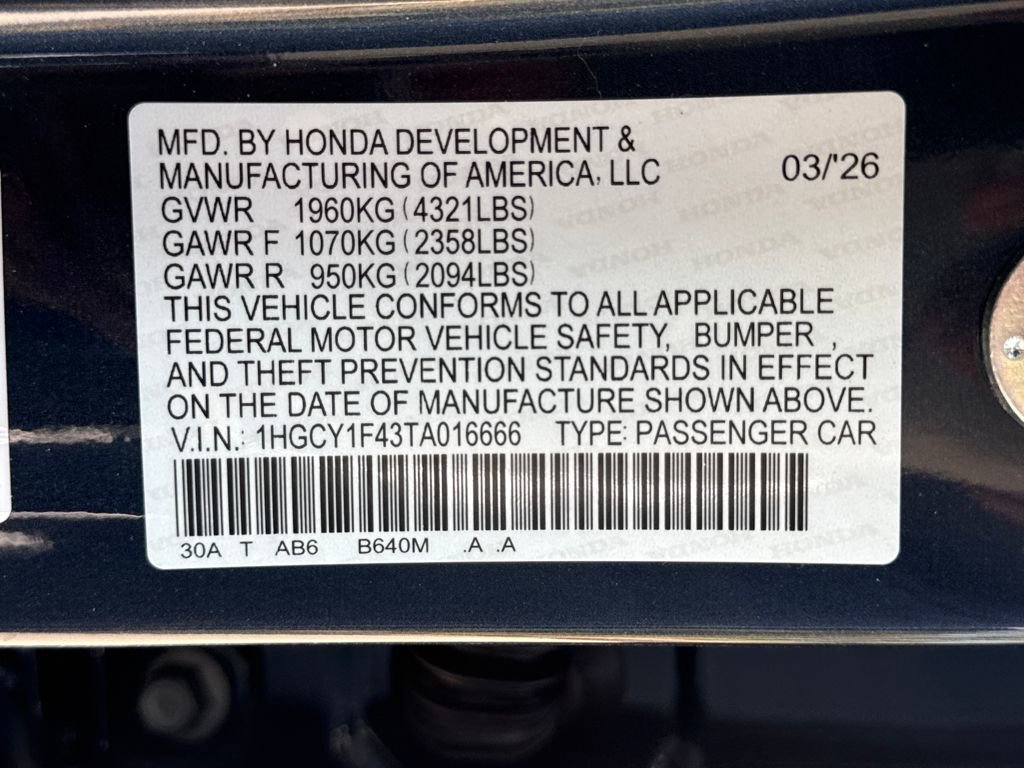 MFD. BY HONDA DEVELOPMENT &
MANUFACTURING OF AMERICA, LLC 03/'26
GVWR 1960KG (4321LBS)
GAWR F 1070KG (2358LBS)
GAWR R 950KG (2094LBS)
THIS VEHICLE CONFORMS TO ALL APPLICABLE
FEDERAL MOTOR VEHICLE SAFETY, BUMPER ,
AND THEFT PREVENTION STANDARDS IN EFFECT
ON THE DATE OF MANUFACTURE SHOWN ABOVE.
V.I.N.: 1HGCY1F43TA016666 TYPE: PASSENGER CAR
30A T AB6 B640M .A .A